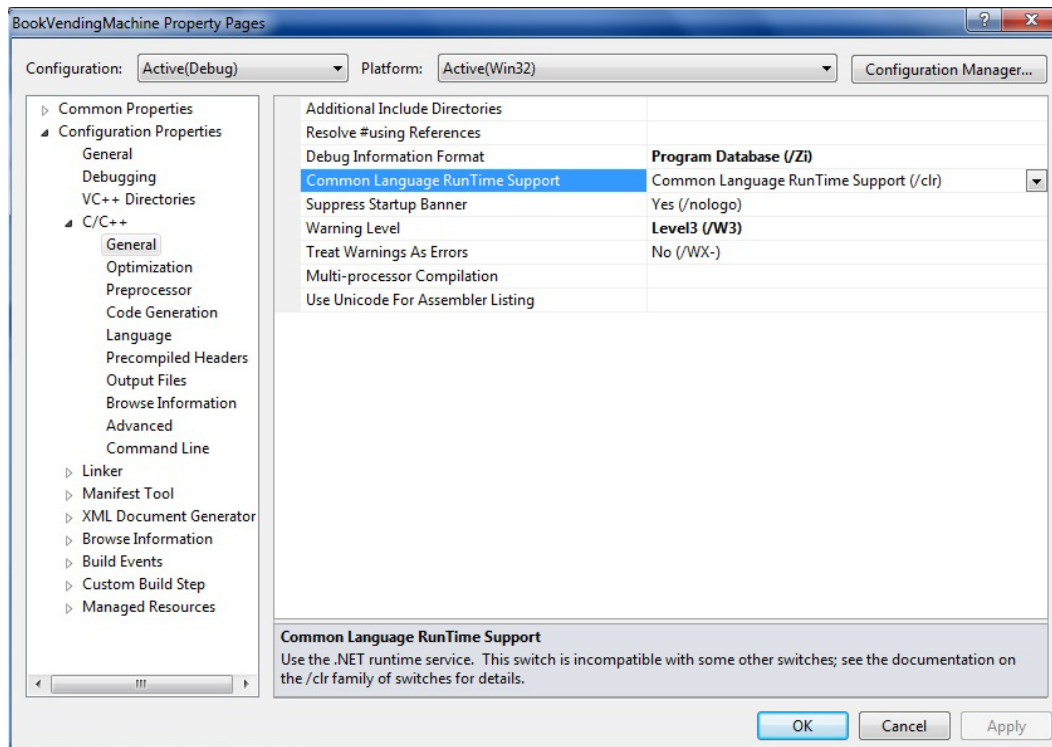 BookVendingMachine Property Pages
Configuration: Active(Debug) Platform: Active(Win32) Configuration Manager...
Common Properties
Configuration Properties
General
Debugging
VC++ Directories
C/C++
General
Optimization
Preprocessor
Code Generation
Language
Precompiled Headers
Output Files
Browse Information
Advanced
Command Line
Linker
Manifest Tool
XML Document Generator
Browse Information
Build Events
Custom Build Step
Managed Resources
Additional Include Directories
Resolve #using References
Debug Information Format Program Database (/Zi)
Common Language RunTime Support Common Language RunTime Support (/clr)
Suppress Startup Banner Yes (/nologo)
Warning Level Level3 (/W3)
Treat Warnings As Errors No (/WX-)
Multi-processor Compilation
Use Unicode For Assembler Listing
Common Language RunTime Support
Use the .NET runtime service. This switch is incompatible with some other switches; see the documentation on
the /clr family of switches for details.
OK Cancel Apply